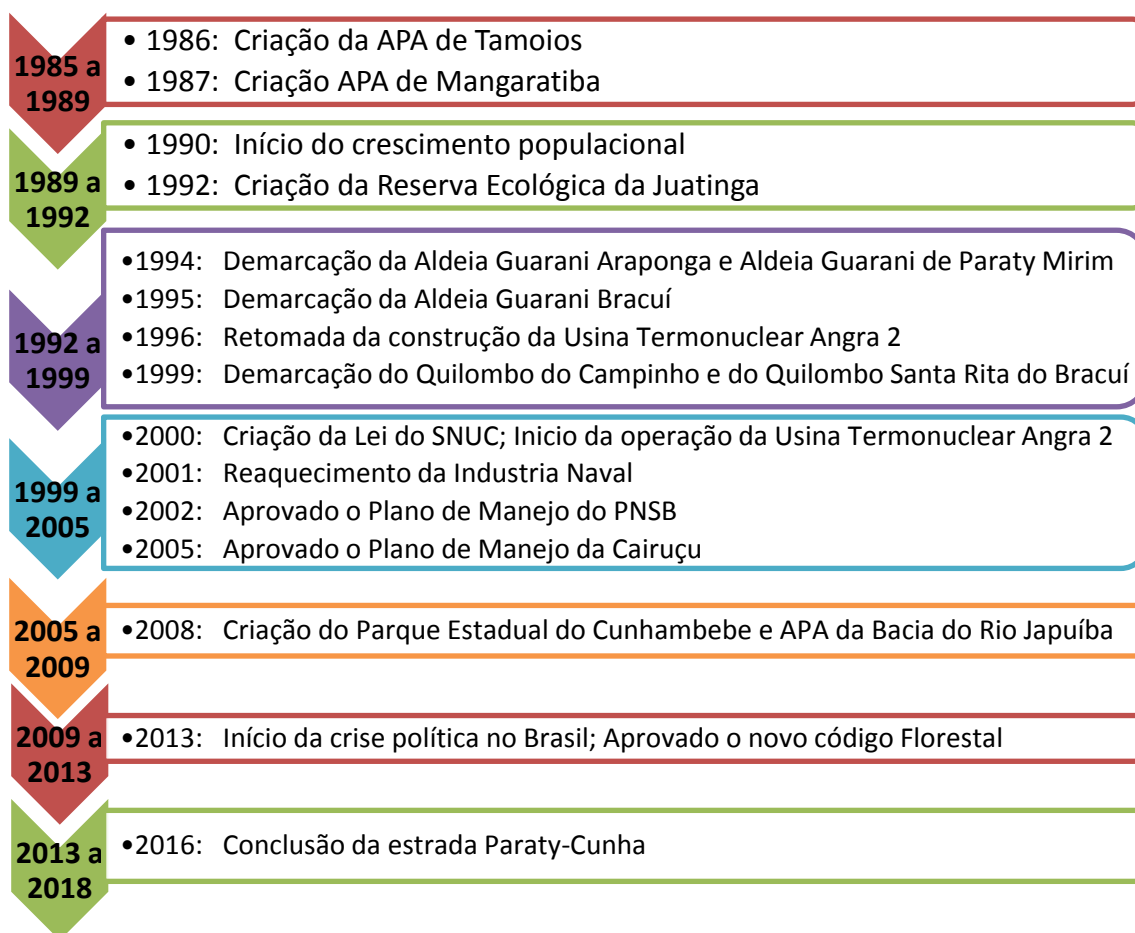 1985 a
1989
• 1986: Criação da APA de Tamoios
• 1987: Criação APA de Mangaratiba
1989 a
1992
• 1990: Início do crescimento populacional
• 1992: Criação da Reserva Ecológica da Juatinga
1992 a
1999
•1994: Demarcação da Aldeia Guarani Araponga e Aldeia Guarani de Paraty Mirim
•1995: Demarcação da Aldeia Guarani Bracuí
•1996: Retomada da construção da Usina Termonuclear Angra 2
•1999: Demarcação do Quilombo do Campinho e do Quilombo Santa Rita do Bracuí
1999 a
2005
•2000: Criação da Lei do SNUC; Inicio da operação da Usina Termonuclear Angra 2
•2001: Reaquecimento da Industria Naval
•2002: Aprovado o Plano de Manejo do PNSB
•2005: Aprovado o Plano de Manejo da Cairuçu
2005 a
2009
•2008: Criação do Parque Estadual do Cunhambebe e APA da Bacia do Rio Japuíba
2009 a
2013
•2013: Início da crise política no Brasil; Aprovado o novo código Florestal
2013 a
2018
•2016: Conclusão da estrada Paraty-Cunha